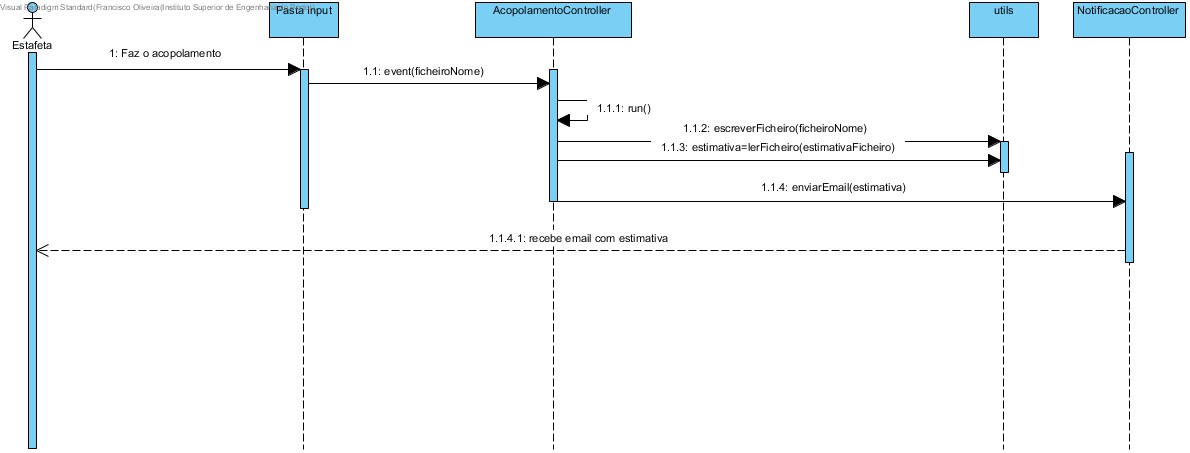 Visual Paradigm Standard(Francisco Oliveira(Instituto Superior de Engenharia
Pasta input
AcopolamentoController
utils
NotificacaoController
Estafeta
1: Faz o acopolamento
1.1: event(ficheiroNome)
1.1.1: run()
1.1.2: escreverFicheiro(ficheiroNome)
1.1.3: estimativa=lerFicheiro(estimativaFicheiro)
1.1.4: enviarEmail(estimativa)
1.1.4.1: recebe email com estimativa